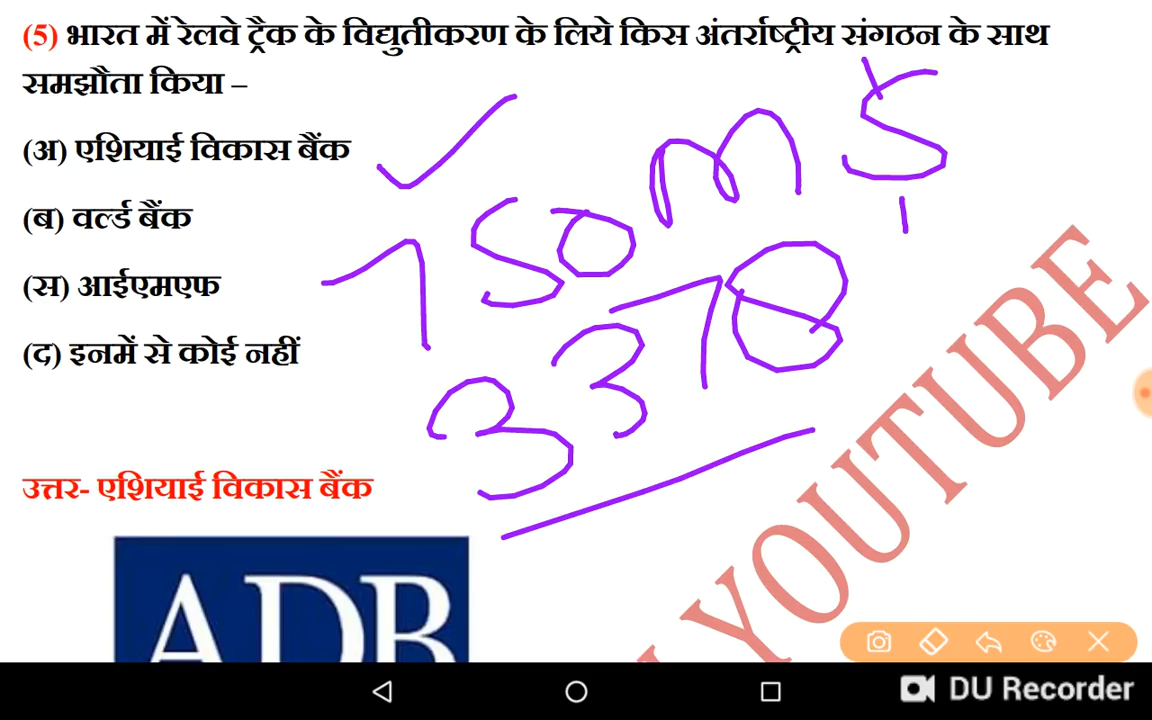 (5) भारत में रेलवे ट्रैक के विद्युतीकरण के लिये किस अंतर्राष्ट्रीय संगठन के साथ
समझौता किया –
(अ) एशियाई विकास बैंक
(ब) वर्ल्ड बैंक
(स) आईएमएफ
(द) इनमें से कोई नहीं
750 m $
3378
उत्तर- एशियाई विकास बैंक
ADB
YOUTUBE
DU Recorder